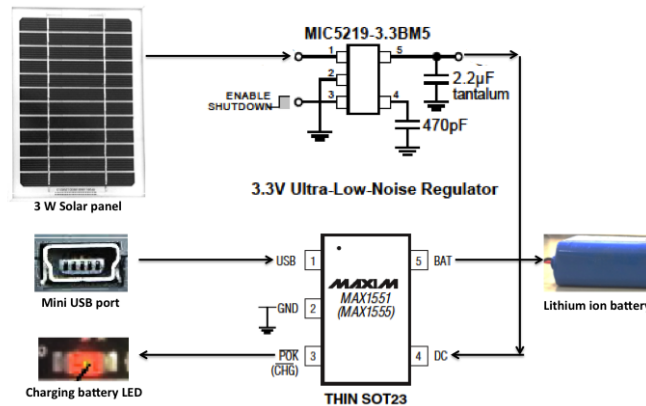 MIC5219-3.3BM5
1
5
2
ENABLE
SHUTDOWN
3
4
2.2µF
tantalum
470pF
3 W Solar panel
3.3V Ultra-Low-Noise Regulator
Mini USB port
USB 1
5 BAT
MAXIM
MAX1551
(MAX1555)
GND 2
Lithium ion battery
POK 3
(CHG)
4 DC
Charging battery LED
THIN SOT23